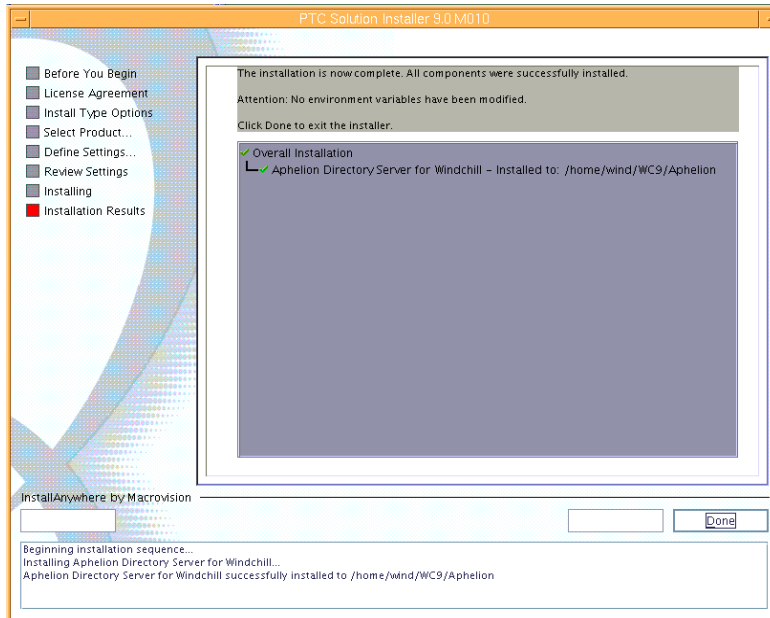 PTC Solution Installer 9.0 M010
Before You Begin
License Agreement
Install Type Options
Select Product...
Define Settings...
Review Settings
Installing
Installation Results
The installation is now complete. All components were successfully installed.
Attention: No environment variables have been modified.
Click Done to exit the installer.
Overall Installation
Aphelion Directory Server for Windchill – Installed to: /home/wind/WC9/Aphelion
InstallAnywhere by Macrovision
Done
Beginning installation sequence...
Installing Aphelion Directory Server for Windchill...
Aphelion Directory Server for Windchill successfully installed to /home/wind/WC9/Aphelion